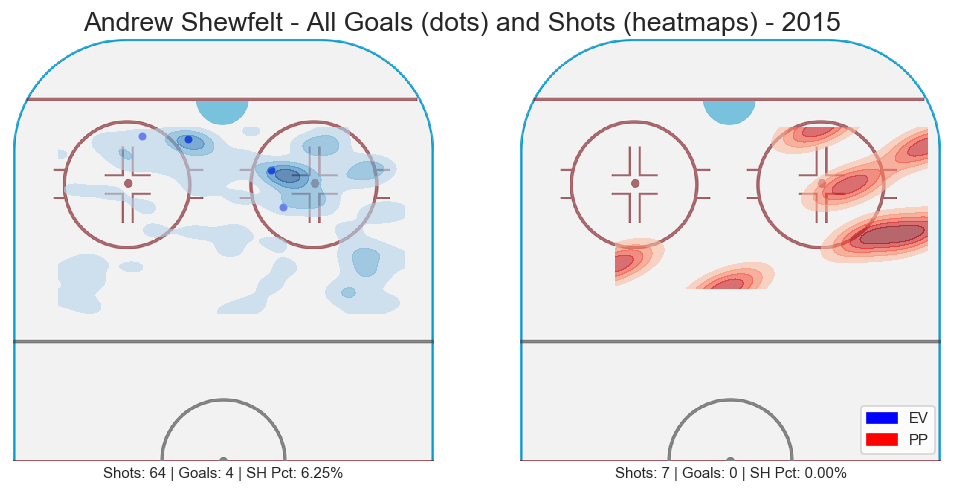 Andrew Shewfelt - All Goals (dots) and Shots (heatmaps) - 2015
EV
PP
Shots: 64 | Goals: 4 | SH Pct: 6.25%
Shots: 7 | Goals: 0 | SH Pct: 0.00%